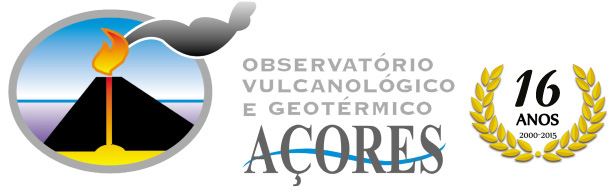 OBSERVATÓRIO
VULCANOLÓGICO
E GEOTÉRMICO
AÇORES
16
ANOS
2000-2015